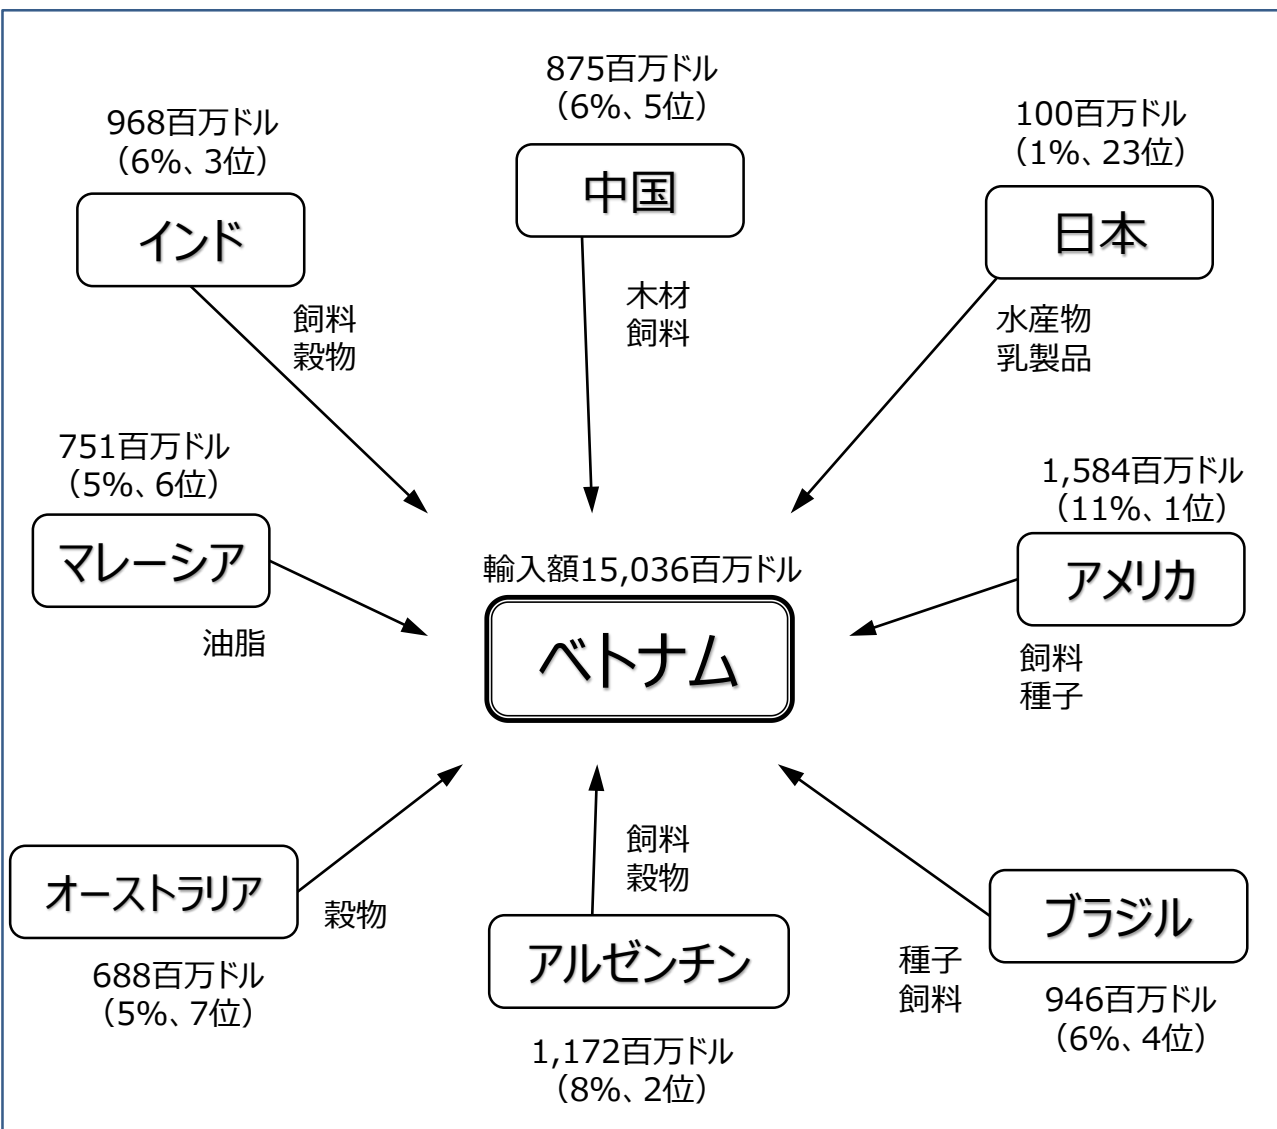 875百万ドル
（6%、5位）
中国
木材
飼料
968百万ドル
（6%、3位）
インド
飼料
穀物
100百万ドル
（1%、23位）
日本
水産物
乳製品
751百万ドル
（5%、6位）
マレーシア
油脂
1,584百万ドル
（11%、1位）
アメリカ
飼料
種子
輸入額15,036百万ドル
ベトナム
オーストラリア
穀物
688百万ドル
（5%、7位）
飼料
穀物
アルゼンチン
1,172百万ドル
（8%、2位）
ブラジル
種子
飼料
946百万ドル
（6%、4位）